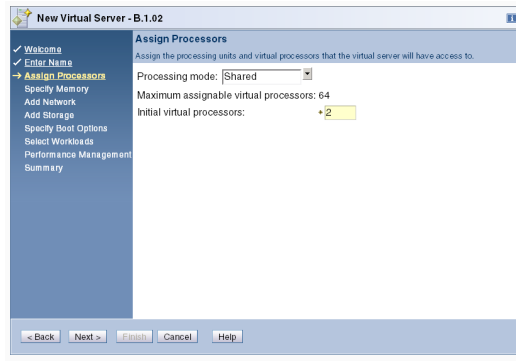 New Virtual Server - B.1.02
✓ Welcome
✓ Enter Name
→ Assign Processors
Specify Memory
Add Network
Add Storage
Specify Boot Options
Select Workloads
Performance Management
Summary
Assign Processors
Assign the processing units and virtual processors that the virtual server will have access to.
Processing mode: Shared
Maximum assignable virtual processors: 64
Initial virtual processors: * 2
< Back Next > Finish Cancel Help